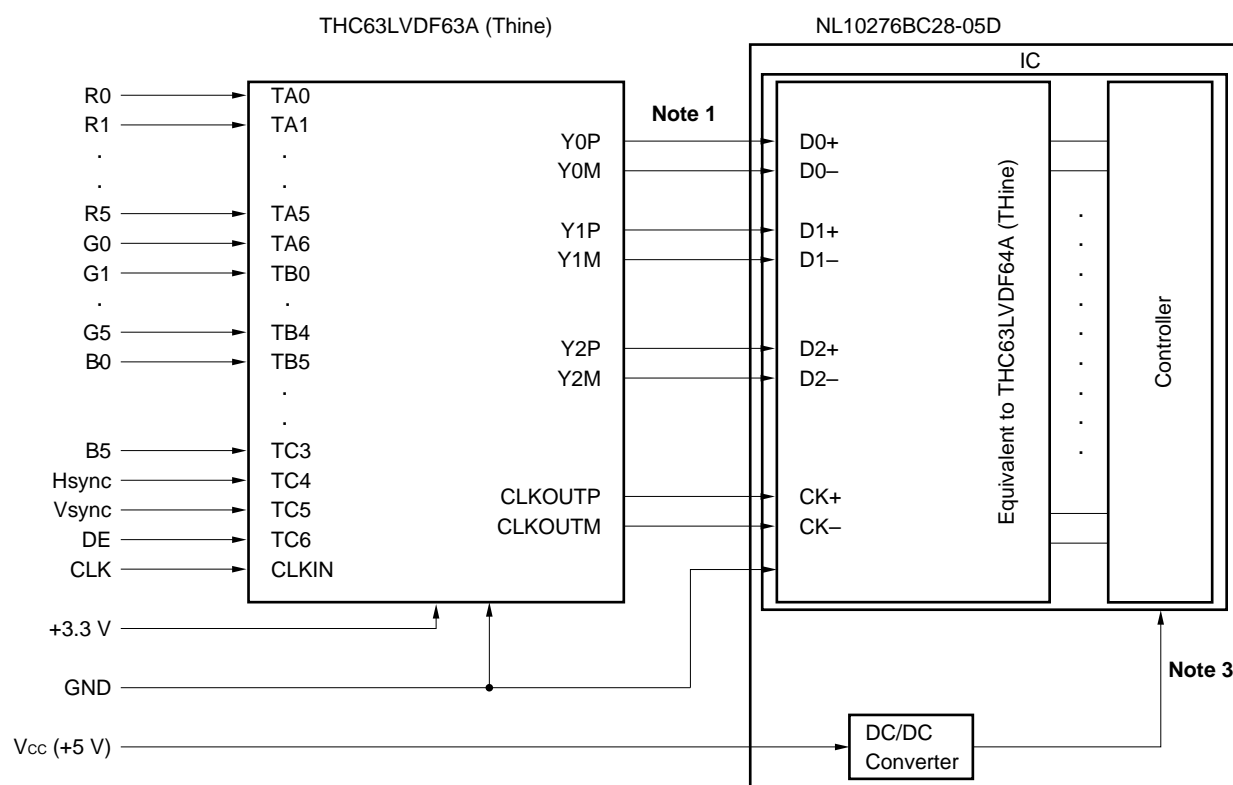 THC63LVDF63A (Thine)
NL10276BC28-05D
IC
R0
TA0
R1
TA1
Note 1
Y0P
D0+
Y0M
D0–
R5
TA5
Y1P
D1+
G0
TA6
Y1M
D1–
G1
TB0
G5
TB4
Y2P
D2+
B0
TB5
Y2M
D2–
Equivalent to THC63LVDF64A (THine)
Controller
B5
TC3
Hsync
TC4
CLKOUTP
CK+
Vsync
TC5
CLKOUTM
CK–
DE
TC6
CLK
CLKIN
+3.3 V
Note 3
GND
Vcc (+5 V)
DC/DC
Converter